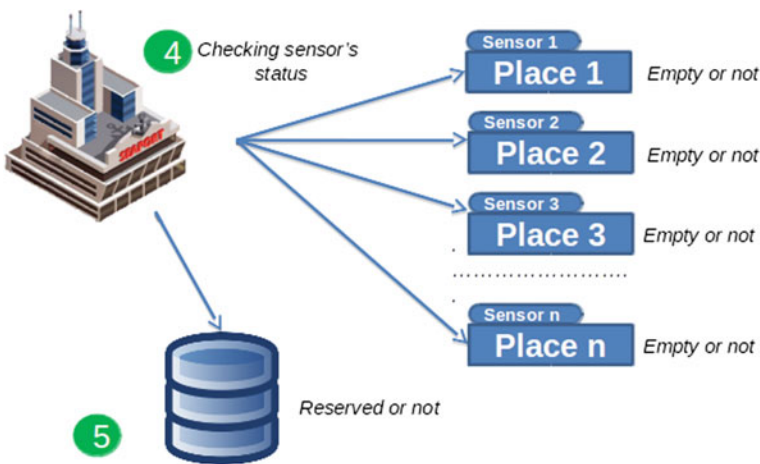 4
Checking sensor's
status
SEAPORT
Sensor 1
Place 1
Empty or not
Sensor 2
Place 2
Empty or not
Sensor 3
Place 3
Empty or not
.
.........................
.
Sensor n
Place n
Empty or not
Reserved or not
5